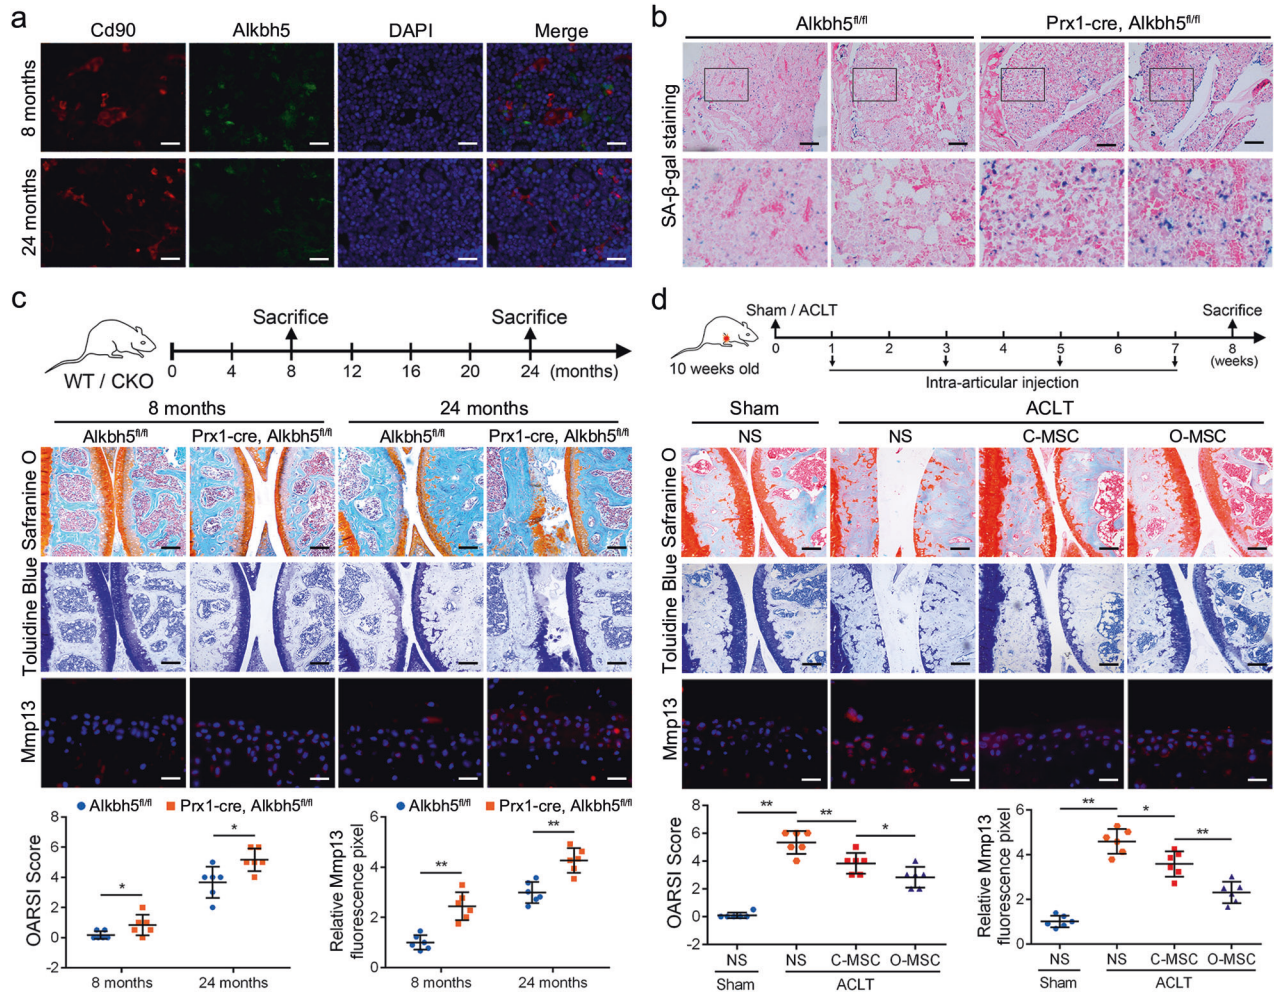 a
Cd90 Alkbh5 DAPI Merge
8 months
24 months
b
Alkbh5fl/fl Prx1-cre, Alkbh5fl/fl
SA-β-gal staining
c
Sacrifice Sacrifice
WT / CKO
0 4 8 12 16 20 24 (months)
8 months 24 months
Alkbh5fl/fl Prx1-cre, Alkbh5fl/fl Alkbh5fl/fl Prx1-cre, Alkbh5fl/fl
Safranine O
Toluidine Blue
Mmp13
Alkbh5fl/fl Prx1-cre, Alkbh5fl/fl
OARSI Score
8
6
4
2
0
-2
* *
8 months 24 months
Alkbh5fl/fl Prx1-cre, Alkbh5fl/fl
Relative Mmp13
fluorescence pixel
6
4
2
0
** **
8 months 24 months
d
Sham / ACLT Sacrifice
10 weeks old
0 1 2 3 4 5 6 7 8
(weeks)
Intra-articular injection
Sham ACLT
NS NS C-MSC O-MSC
Safranine O
Toluidine Blue
Mmp13
OARSI Score
8
6
4
2
0
-2
** ** *
NS NS C-MSC O-MSC
Sham ACLT
Relative Mmp13
fluorescence pixel
6
4
2
0
** * **
NS NS C-MSC O-MSC
Sham ACLT